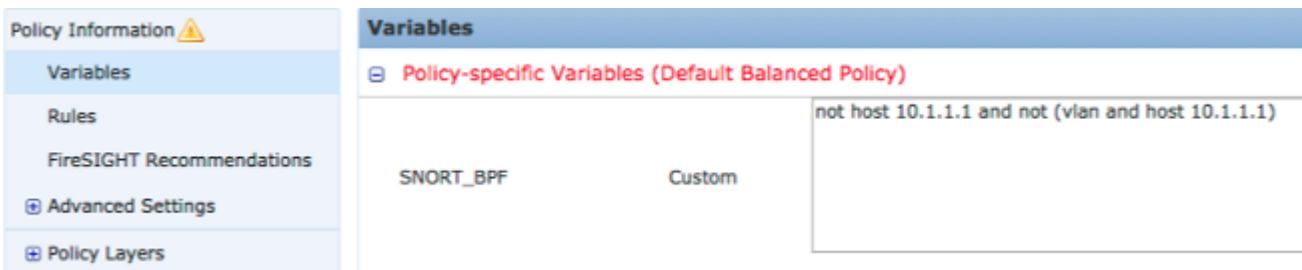 Policy Information
Variables
Rules
FireSIGHT Recommendations
Advanced Settings
Policy Layers
Variables
Policy-specific Variables (Default Balanced Policy)
SNORT_BPF Custom not host 10.1.1.1 and not (vlan and host 10.1.1.1)